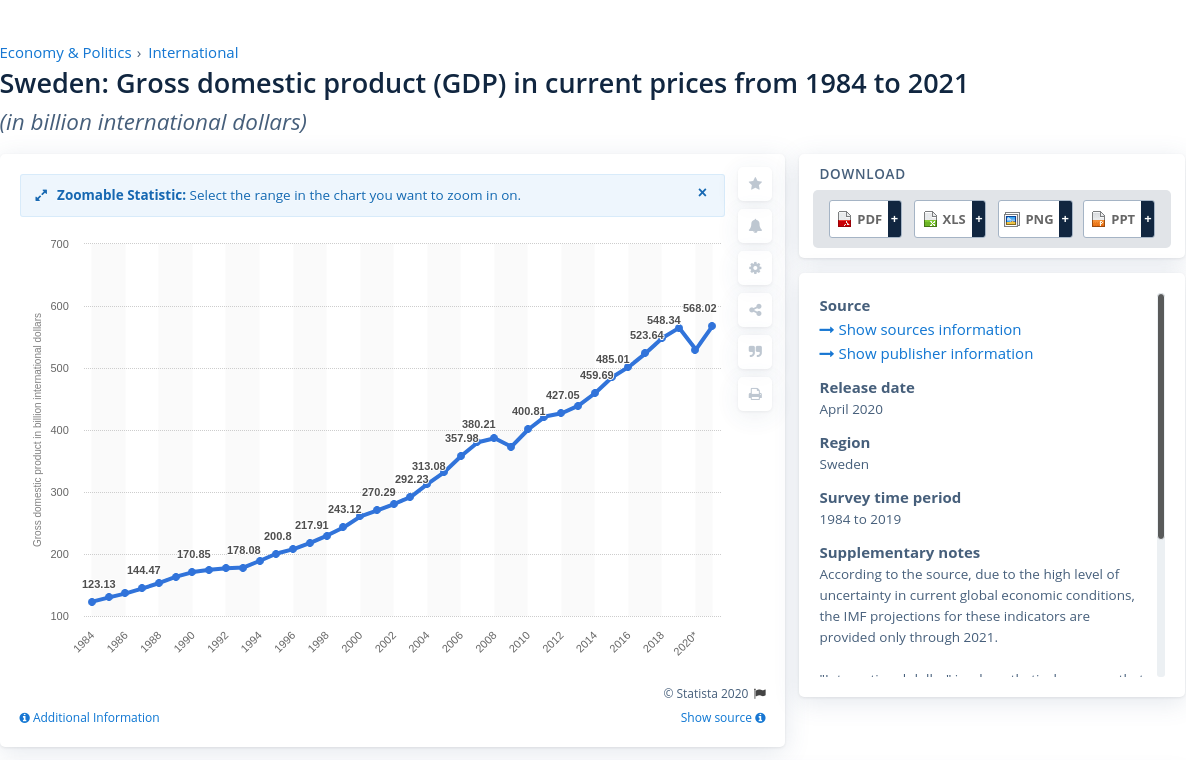 Economy & Politics › International
Sweden: Gross domestic product (GDP) in current prices from 1984 to 2021
(in billion international dollars)
Zoomable Statistic: Select the range in the chart you want to zoom in on.
×
Gross domestic product in billion international dollars
700
600
500
400
300
200
100
123.13
144.47
170.85
178.08
200.8
217.91
243.12
270.29
292.23
313.08
357.98
380.21
400.81
427.05
459.69
485.01
523.64
548.34
568.02
1984
1986
1988
1990
1992
1994
1996
1998
2000
2002
2004
2006
2008
2010
2012
2014
2016
2018
2020*
© Statista 2020
Additional Information
Show source
DOWNLOAD
PDF + XLS + PNG + PPT +
Source
Show sources information
Show publisher information
Release date
April 2020
Region
Sweden
Survey time period
1984 to 2019
Supplementary notes
According to the source, due to the high level of
uncertainty in current global economic conditions,
the IMF projections for these indicators are
provided only through 2021.